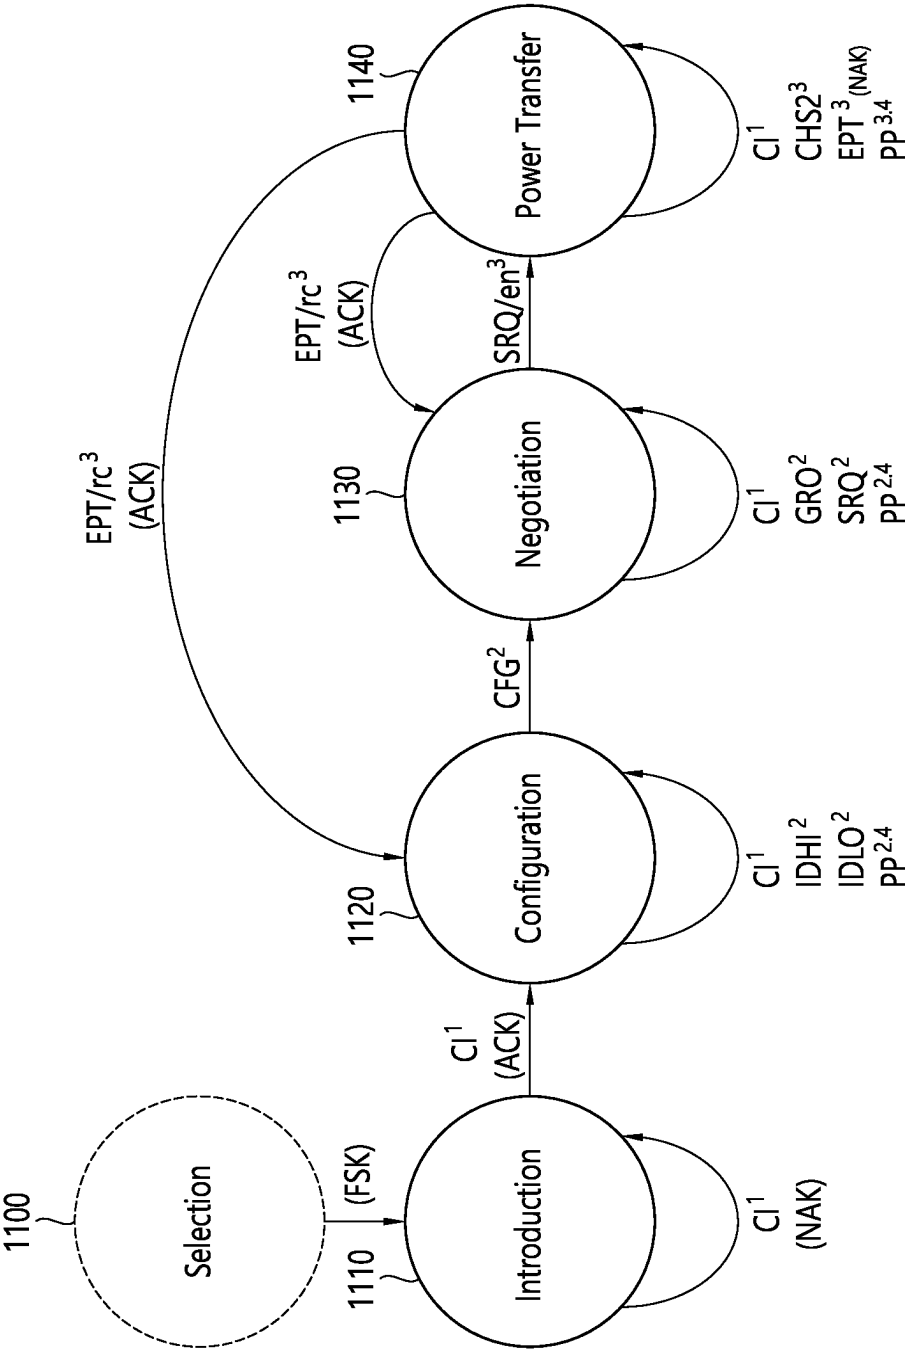 1100
Selection
(FSK)
1110
Introduction
CI¹
(NAK)
CI¹
(ACK)
1120
Configuration
CI¹
IDHI²
IDLO²
PP².⁴
CFG²
1130
Negotiation
CI¹
GRO²
SRQ²
PP².⁴
SRQ/en³
1140
Power Transfer
CI¹
CHS2³
EPT³(NAK)
PP³.⁴
EPT/rc³
(ACK)
EPT/rc³
(ACK)